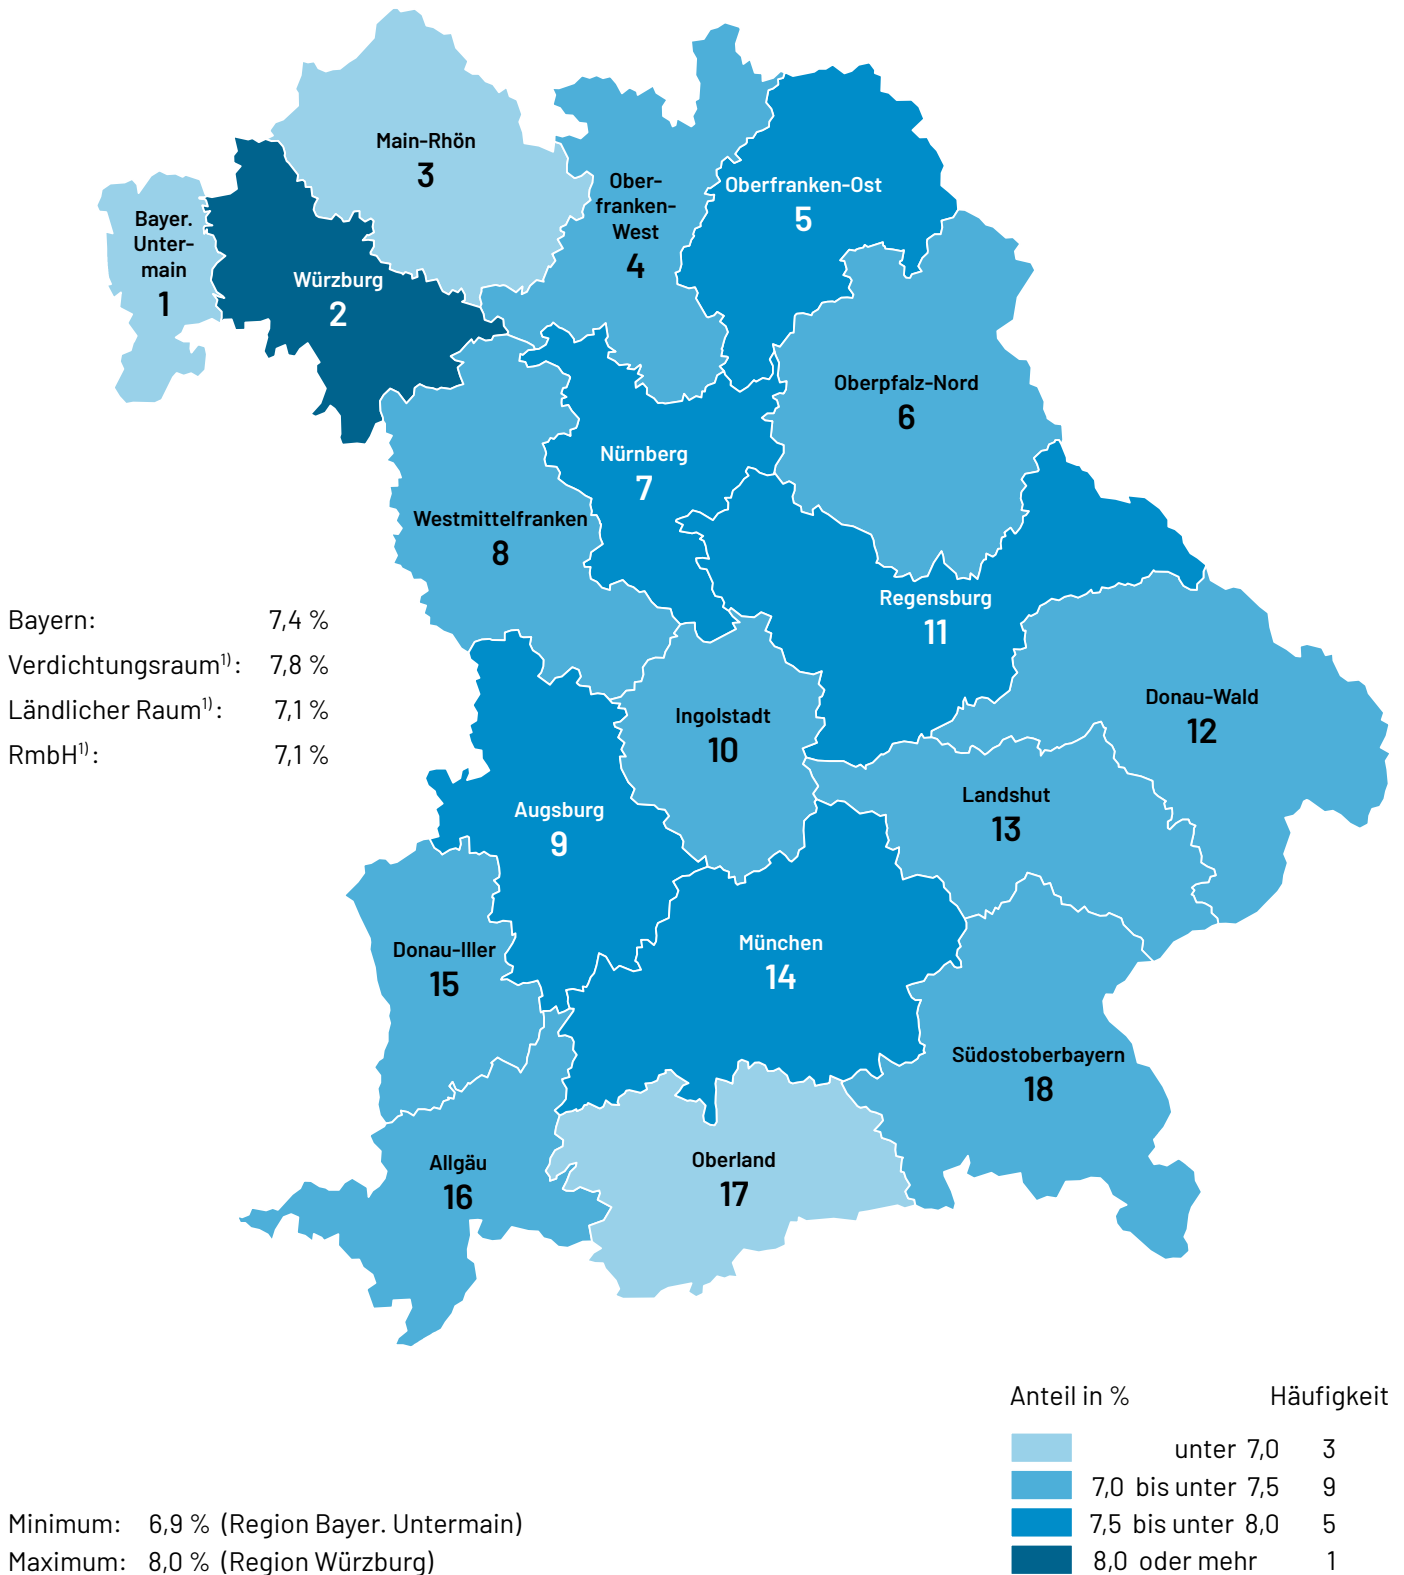 Main-Rhön
3
Bayer.
Unter-
main
1
Würzburg
2
Ober-
franken-
West
4
Oberfranken-Ost
5
Oberpfalz-Nord
6
Nürnberg
7
Westmittelfranken
8
Regensburg
11
Bayern: 7,4 %
Verdichtungsraum¹⁾: 7,8 %
Ländlicher Raum¹⁾: 7,1 %
RmbH¹⁾: 7,1 %
Donau-Wald
12
Ingolstadt
10
Landshut
13
Augsburg
9
Donau-Iller
15
München
14
Südostoberbayern
18
Allgäu
16
Oberland
17
Anteil in % Häufigkeit
unter 7,0 3
7,0 bis unter 7,5 9
7,5 bis unter 8,0 5
8,0 oder mehr 1
Minimum: 6,9 % (Region Bayer. Untermain)
Maximum: 8,0 % (Region Würzburg)